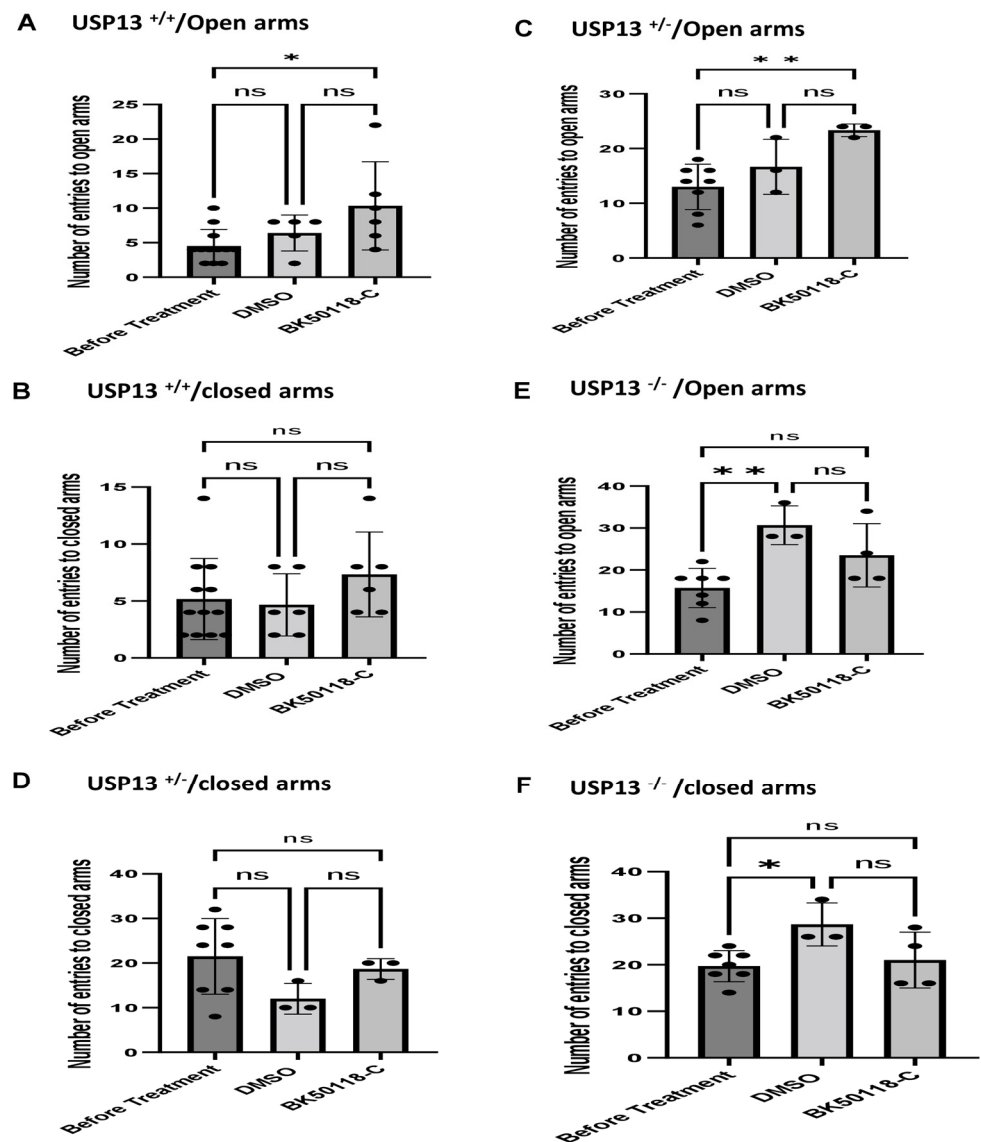 A USP13 +/+/Open arms
*
ns ns
Number of entries to open arms
25
20
15
10
5
0
Before Treatment
DMSO
BK50118-C
B USP13 +/+/closed arms
ns
ns ns
Number of entries to closed arms
15
10
5
0
Before Treatment
DMSO
BK50118-C
D USP13 +/-/closed arms
ns
ns ns
Number of entries to closed arms
40
30
20
10
0
Before Treatment
DMSO
BK50118-C
C USP13 +/-/Open arms
* *
ns ns
Number of entries to open arms
30
20
10
0
Before Treatment
DMSO
BK50118-C
E USP13 -/- /Open arms
ns
* * ns
Number of entries to open arms
40
30
20
10
0
Before Treatment
DMSO
BK50118-C
F USP13 -/- /closed arms
ns
* ns
Number of entries to closed arms
40
30
20
10
0
Before Treatment
DMSO
BK50118-C